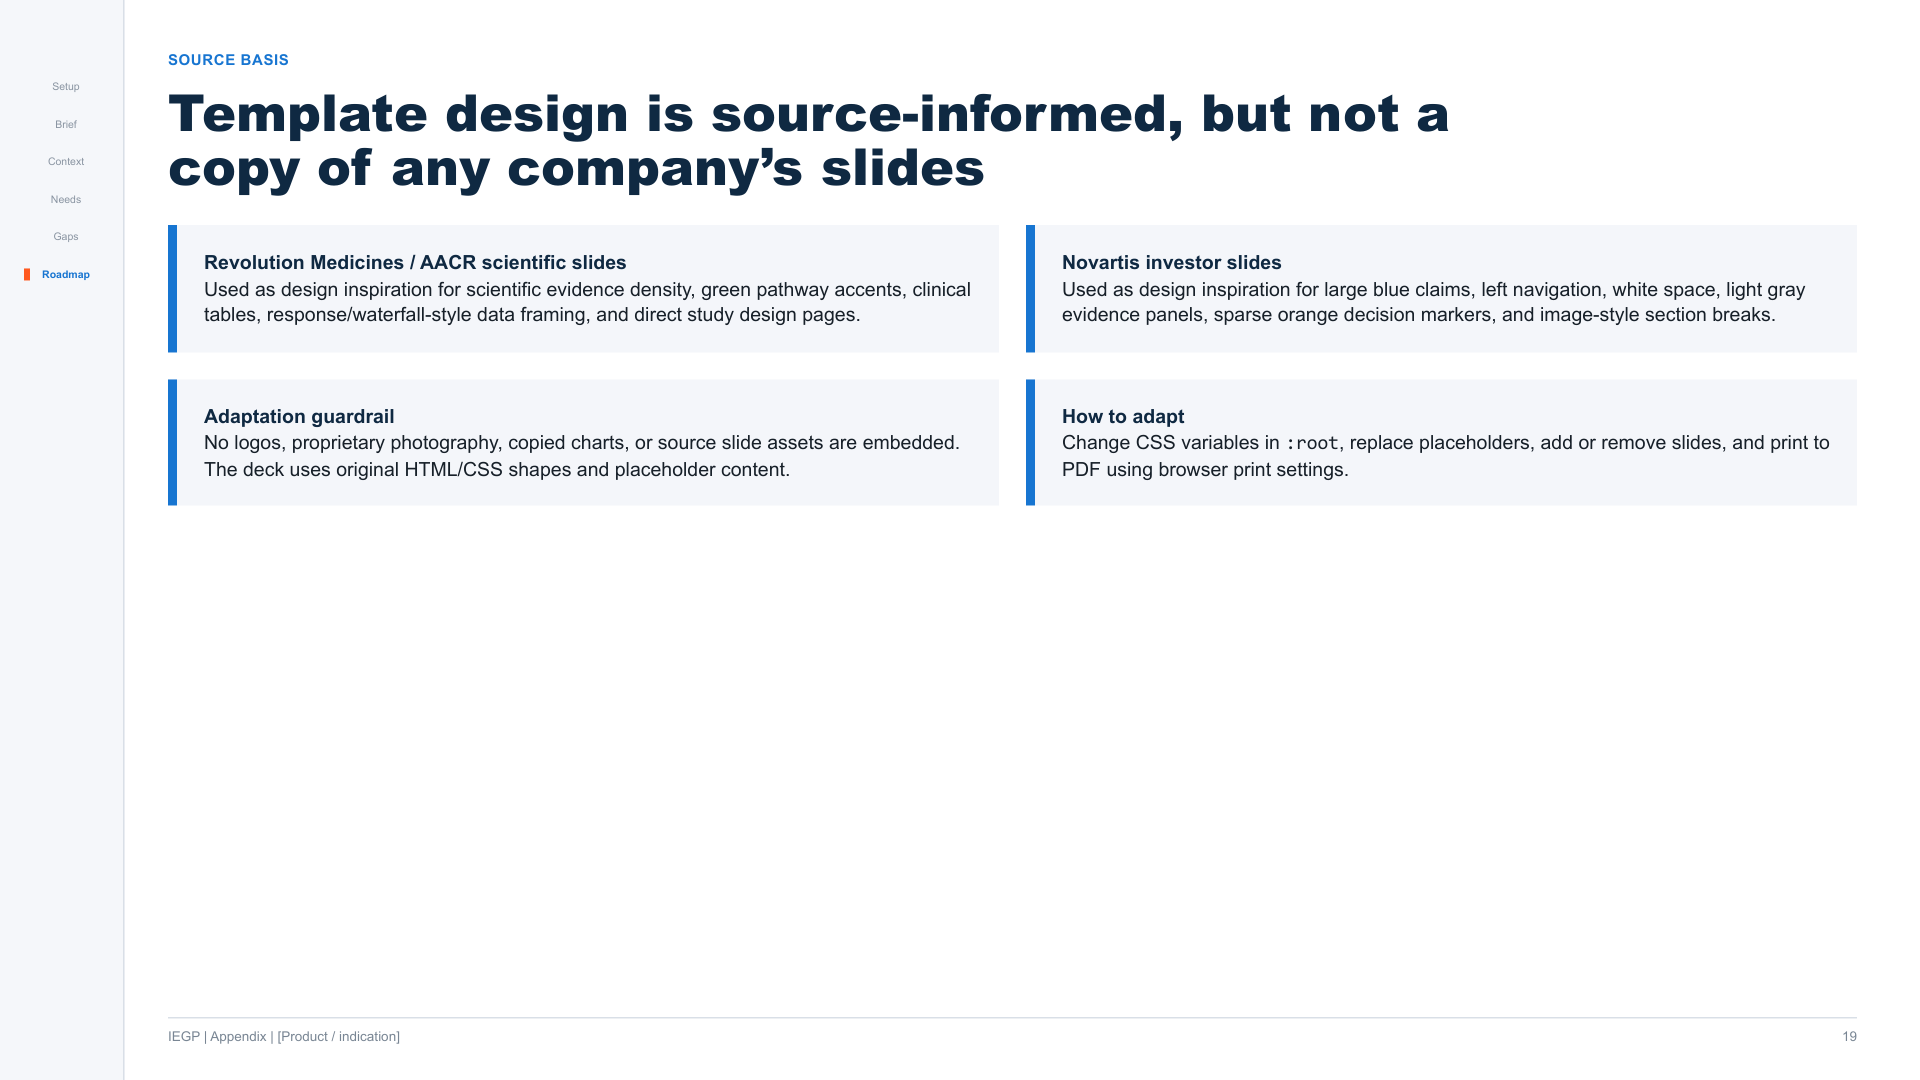 Setup
Brief
Context
Needs
Gaps
Roadmap
SOURCE BASIS
Template design is source-informed, but not a
copy of any company’s slides
Revolution Medicines / AACR scientific slides
Used as design inspiration for scientific evidence density, green pathway accents, clinical
tables, response/waterfall-style data framing, and direct study design pages.
Novartis investor slides
Used as design inspiration for large blue claims, left navigation, white space, light gray
evidence panels, sparse orange decision markers, and image-style section breaks.
Adaptation guardrail
No logos, proprietary photography, copied charts, or source slide assets are embedded.
The deck uses original HTML/CSS shapes and placeholder content.
How to adapt
Change CSS variables in :root, replace placeholders, add or remove slides, and print to
PDF using browser print settings.
IEGP | Appendix | [Product / indication]
19